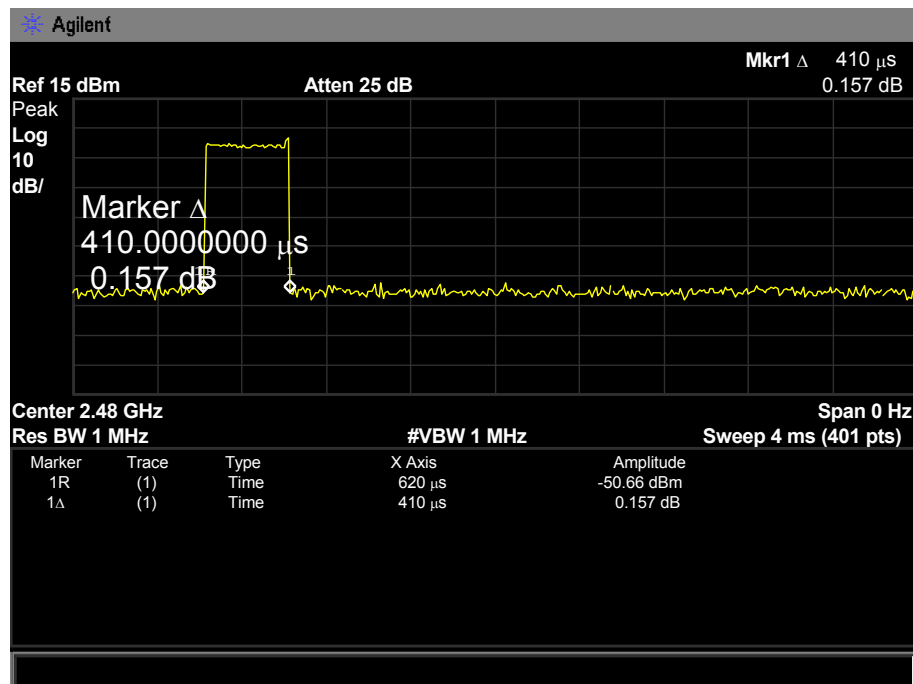 Agilent
Mkr1 Δ 410 μs
Ref 15 dBm Atten 25 dB 0.157 dB
Peak
Log
10
dB/
Marker Δ
410.0000000 μs
0.157 dB
1R 1
Center 2.48 GHz Span 0 Hz
Res BW 1 MHz #VBW 1 MHz Sweep 4 ms (401 pts)
Marker Trace Type X Axis Amplitude
1R (1) Time 620 μs -50.66 dBm
1Δ (1) Time 410 μs 0.157 dB